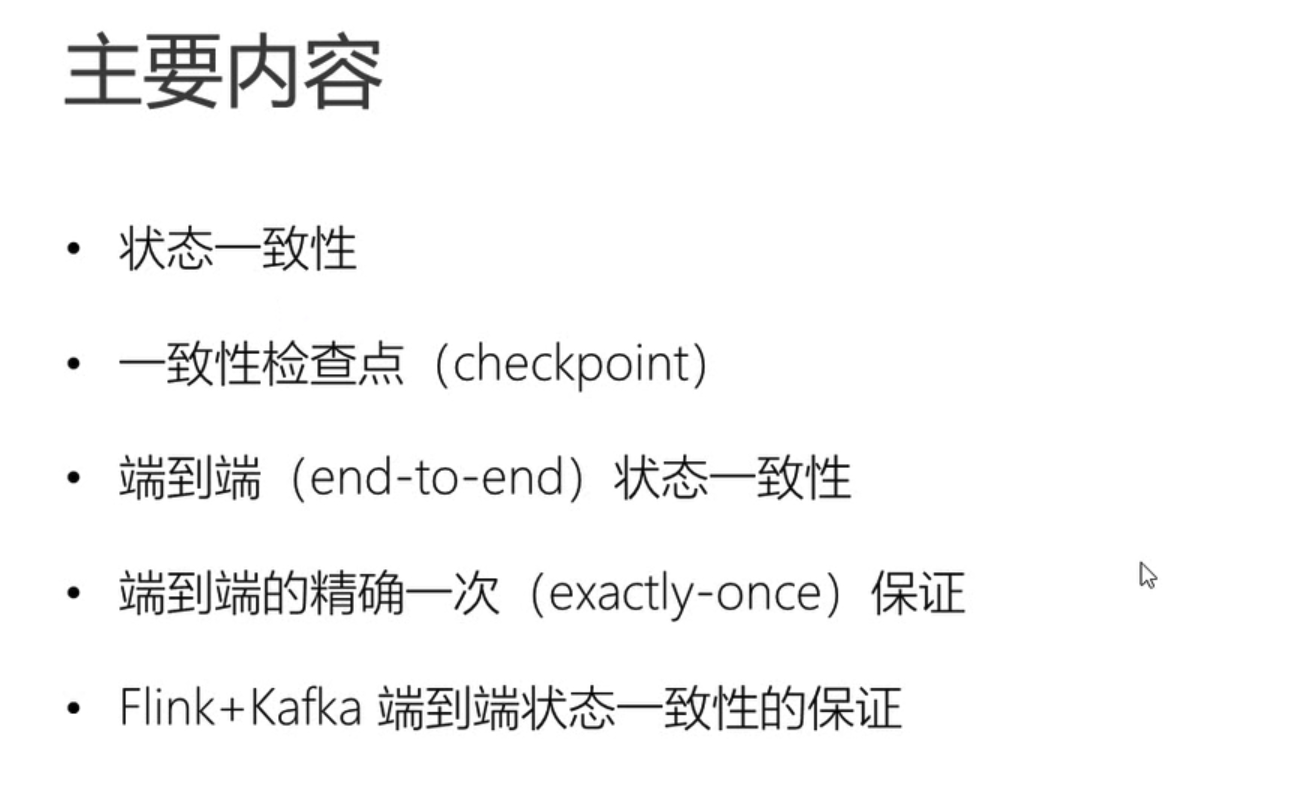 主要内容
• 状态一致性
• 一致性检查点（checkpoint）
• 端到端（end-to-end）状态一致性
• 端到端的精确一次（exactly-once）保证
• Flink+Kafka 端到端状态一致性的保证